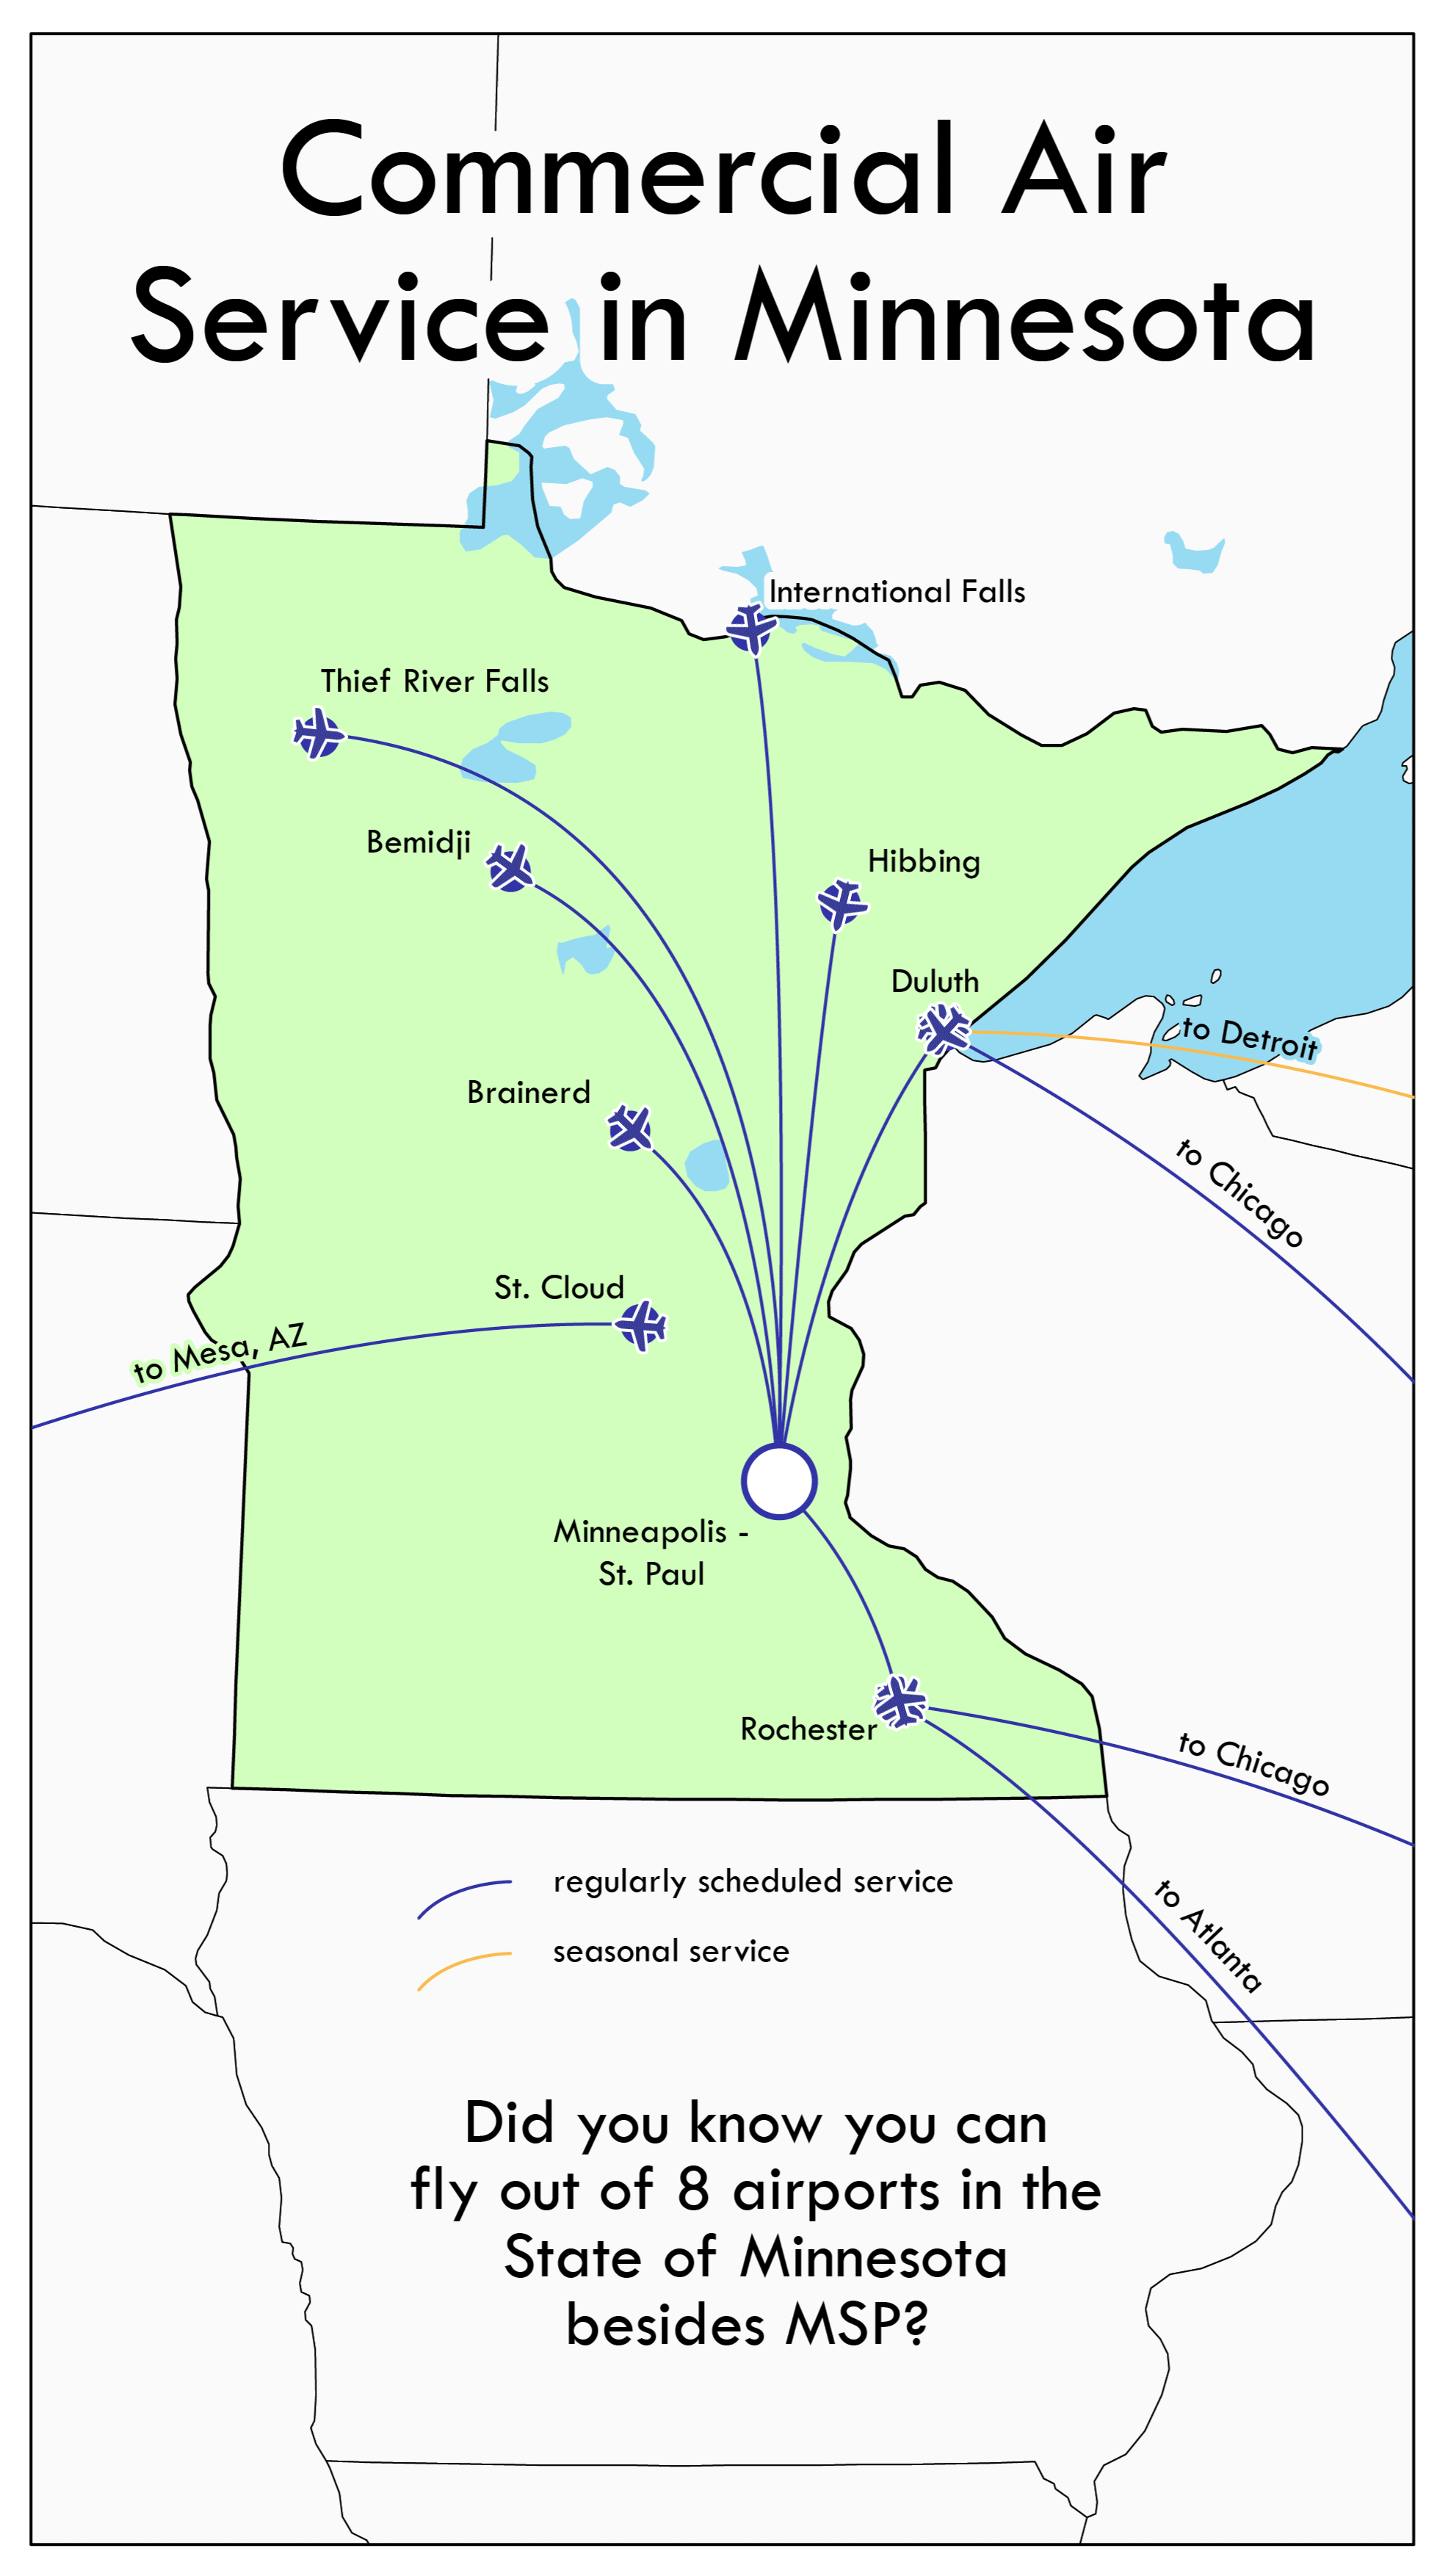 Commercial Air
Service in Minnesota
International Falls
Thief River Falls
Bemidji
Hibbing
Duluth
to Detroit
Brainerd
to Chicago
St. Cloud
to Mesa, AZ
Minneapolis -
St. Paul
Rochester
to Chicago
to Atlanta
regularly scheduled service
seasonal service
Did you know you can
fly out of 8 airports in the
State of Minnesota
besides MSP?